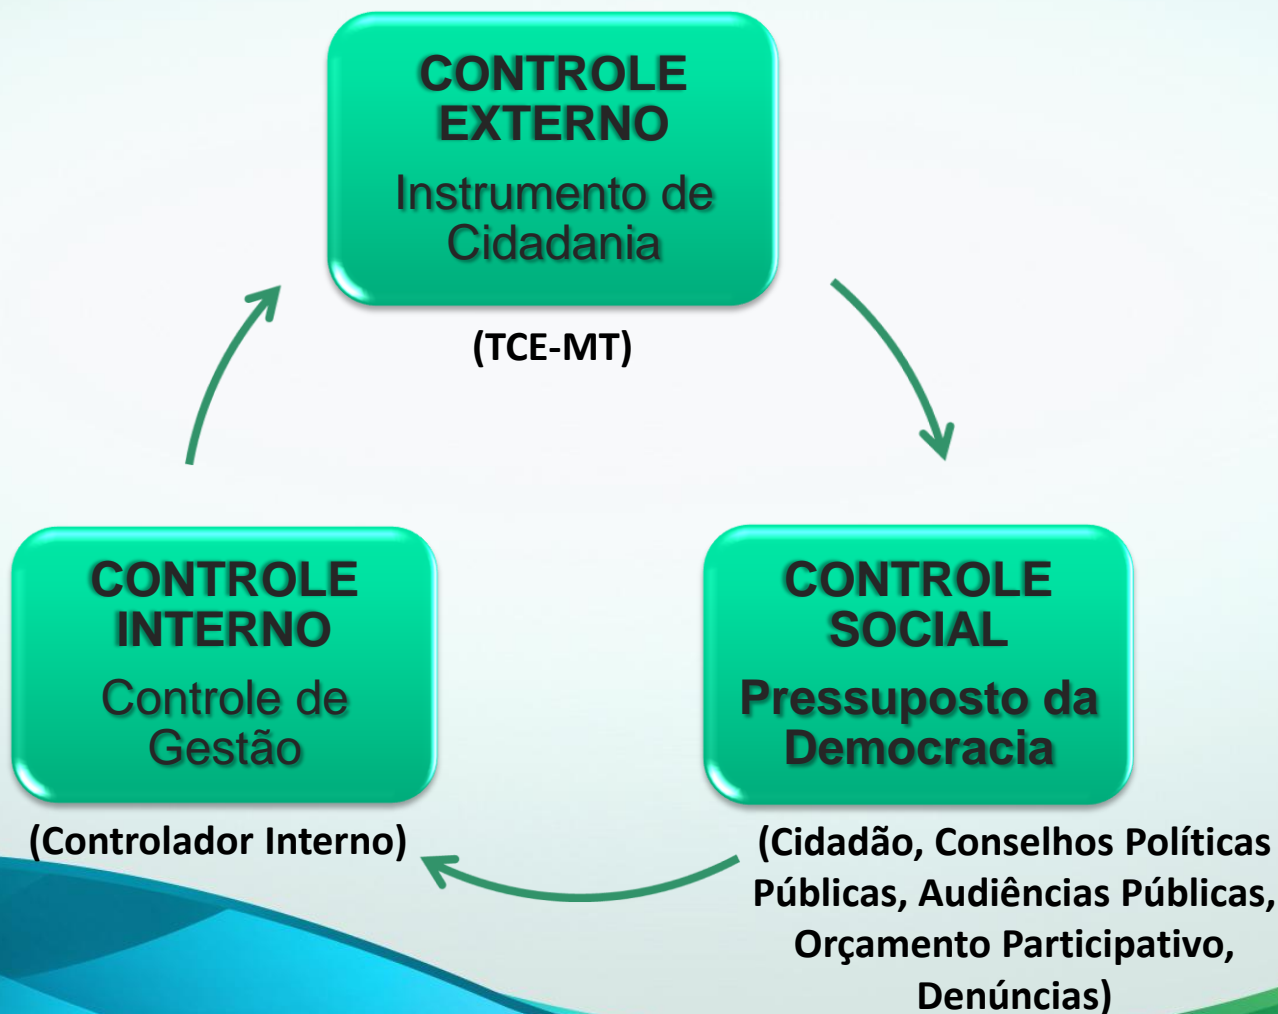 CONTROLE
EXTERNO
Instrumento de
Cidadania
(TCE-MT)
CONTROLE
INTERNO
Controle de
Gestão
(Controlador Interno)
CONTROLE
SOCIAL
Pressuposto da
Democracia
(Cidadão, Conselhos Políticas
Públicas, Audiências Públicas,
Orçamento Participativo,
Denúncias)